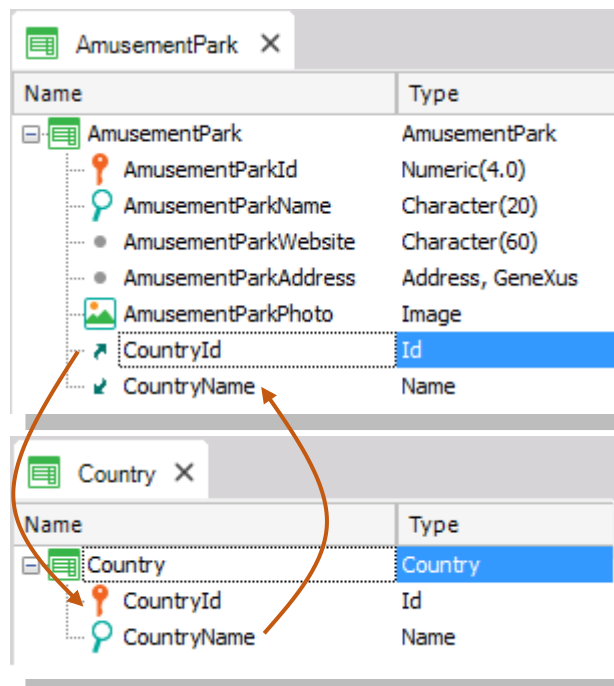 AmusementPark
Name Type
AmusementPark AmusementPark
AmusementParkId Numeric(4.0)
AmusementParkName Character(20)
AmusementParkWebsite Character(60)
AmusementParkAddress Address, GeneXus
AmusementParkPhoto Image
CountryId Id
CountryName Name
Country
Name Type
Country Country
CountryId Id
CountryName Name